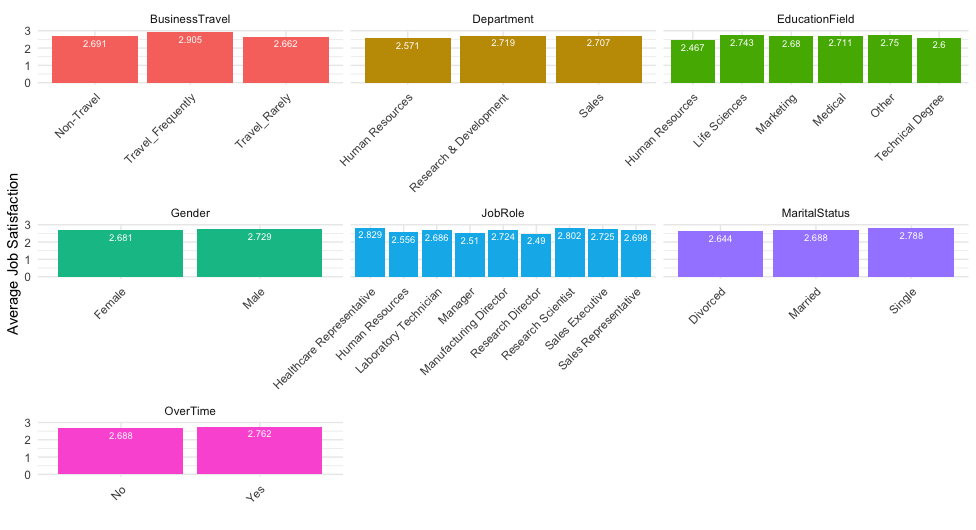 BusinessTravel
Department
EducationField
3
2
1
0
2.691
2.905
2.662
2.571
2.719
2.707
2.467
2.743
2.68
2.711
2.75
2.6
Non-Travel
Travel_Frequently
Travel_Rarely
Human Resources
Research & Development
Sales
Human Resources
Life Sciences
Marketing
Medical
Other
Technical Degree
Average Job Satisfaction
Gender
JobRole
MaritalStatus
3
2
1
0
2.681
2.729
2.829
2.556
2.686
2.51
2.724
2.49
2.802
2.725
2.698
2.644
2.688
2.788
Female
Male
Healthcare Representative
Human Resources
Laboratory Technician
Manager
Manufacturing Director
Research Director
Research Scientist
Sales Executive
Sales Representative
Divorced
Married
Single
OverTime
3
2
1
0
2.688
2.762
No
Yes